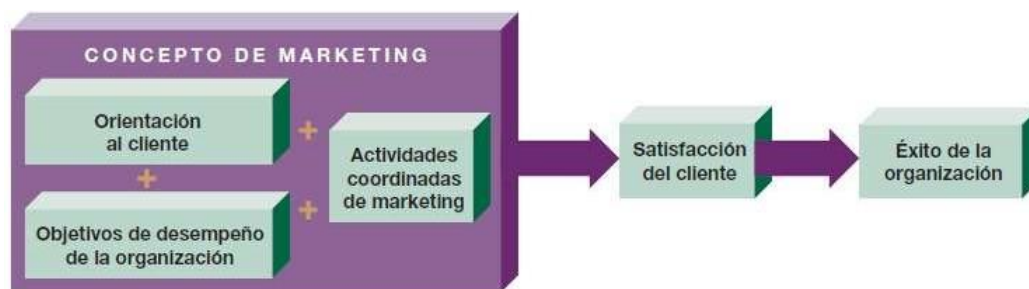 CONCEPTO DE MARKETING
Orientación
al cliente
+
+
Objetivos de desempeño
de la organización
+
Actividades
coordinadas
de marketing
Satisfacción
del cliente
Éxito de la
organización